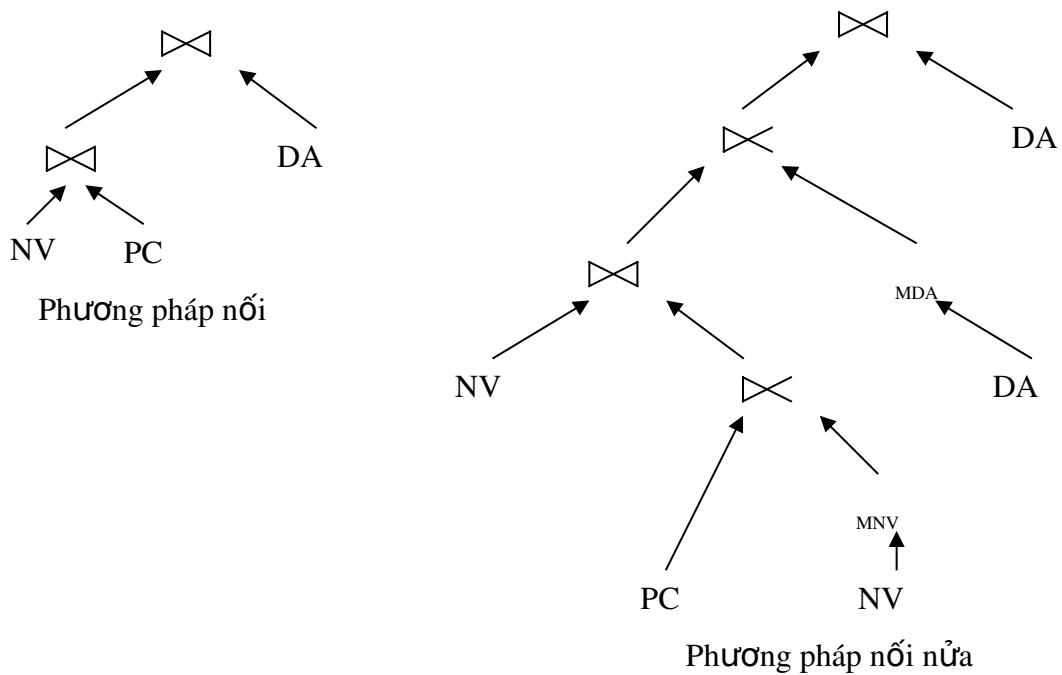 DA
NV
PC
Phương pháp nối
DA
MDA
NV
DA
MNV
PC
NV
Phương pháp nối nửa